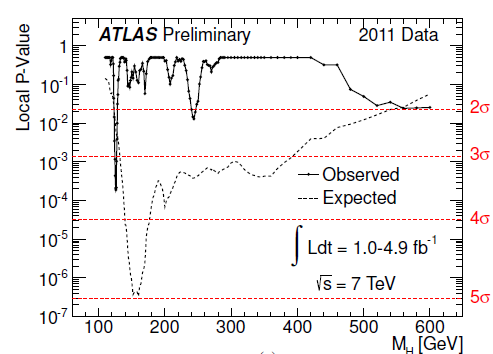 ATLAS Preliminary 2011 Data
Local P-Value
1
10-1
10-2
10-3
10-4
10-5
10-6
10-7
2σ
3σ
4σ
5σ
Observed
Expected
∫ Ldt = 1.0-4.9 fb-1
√s = 7 TeV
100 200 300 400 500 600
MH [GeV]